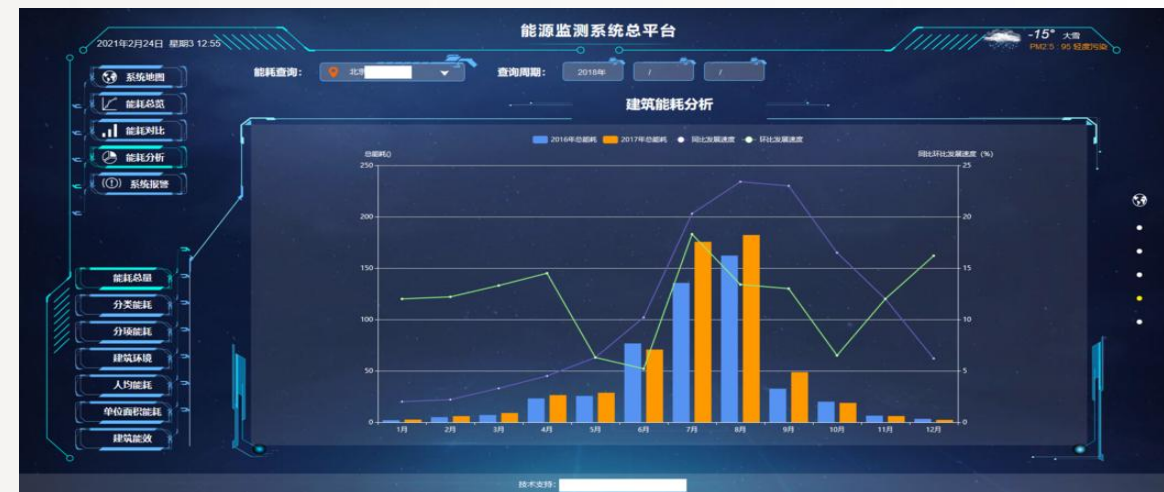 能源监测系统总平台
2021年2月24日 星期3 12:55
-15° 大雪
PM2.5 : 95 轻度污染
能耗查询:
北京
查询周期:
2018年
/
/
系统地图
能耗总览
能耗对比
能耗分析
系统报警
能耗总量
分类能耗
分项能耗
建筑环境
人均能耗
单位面积能耗
建筑能效
建筑能耗分析
2016年总能耗 2017年总能耗 同比发展速度 环比发展速度
总能耗()
同比环比发展速度 (%)
250
200
150
100
50
0
25
20
15
10
5
0
1月 2月 3月 4月 5月 6月 7月 8月 9月 10月 11月 12月
技术支持: